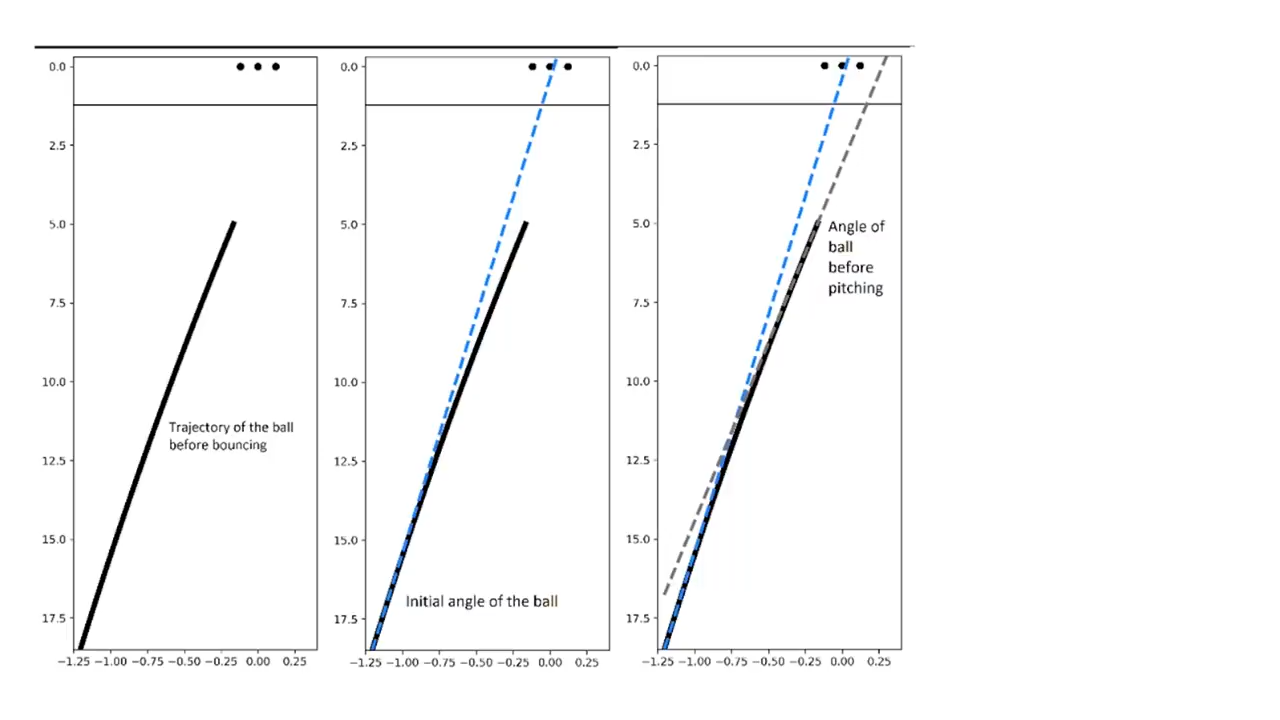 0.0
2.5
5.0
7.5
10.0
12.5
15.0
17.5
−1.25 −1.00 −0.75 −0.50 −0.25 0.00 0.25
Trajectory of the ball
before bouncing
0.0
2.5
5.0
7.5
10.0
12.5
15.0
17.5
−1.25 −1.00 −0.75 −0.50 −0.25 0.00 0.25
Initial angle of the ball
0.0
2.5
5.0
7.5
10.0
12.5
15.0
17.5
−1.25 −1.00 −0.75 −0.50 −0.25 0.00 0.25
Angle of
ball
before
pitching